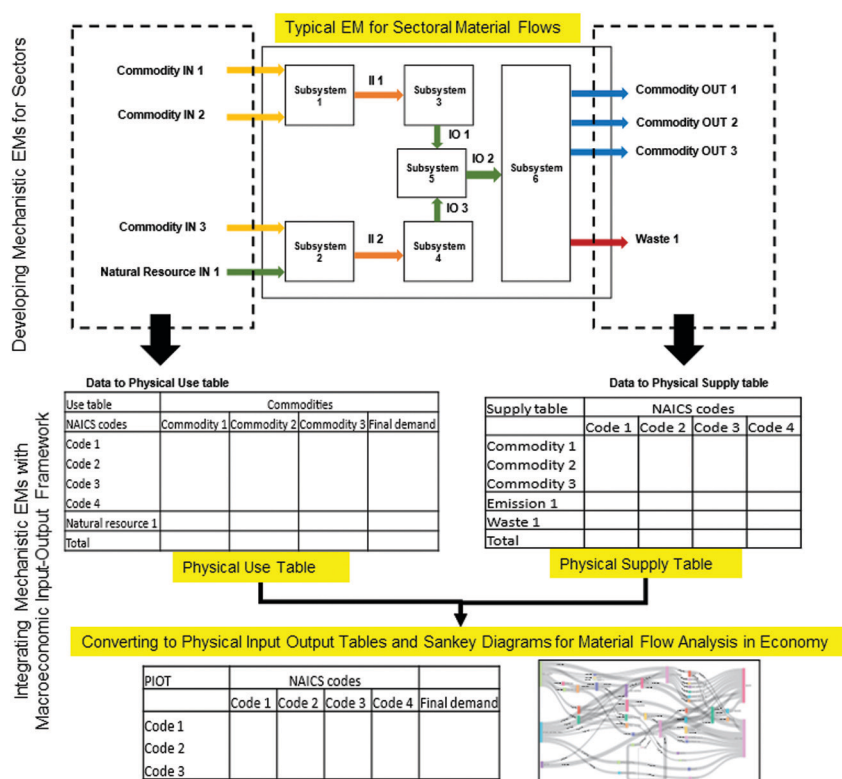 Typical EM for Sectoral Material Flows
Developing Mechanistic EMs for Sectors
Commodity IN 1
Commodity IN 2
Commodity IN 3
Natural Resource IN 1
Subsystem
1
II 1
Subsystem
3
IO 1
Subsystem
5
IO 2
IO 3
Subsystem
2
II 2
Subsystem
4
Subsystem
6
Commodity OUT 1
Commodity OUT 2
Commodity OUT 3
Waste 1
Integrating Mechanistic EMs with
Macroeconomic Input-Output Framework
Data to Physical Use table
Use table Commodities
NAICS codes Commodity 1 Commodity 2 Commodity 3 Final demand
Code 1
Code 2
Code 3
Code 4
Natural resource 1
Total
Physical Use Table
Data to Physical Supply table
Supply table NAICS codes
Code 1 Code 2 Code 3 Code 4
Commodity 1
Commodity 2
Commodity 3
Emission 1
Waste 1
Total
Physical Supply Table
Converting to Physical Input Output Tables and Sankey Diagrams for Material Flow Analysis in Economy
PIOT NAICS codes
Code 1 Code 2 Code 3 Code 4 Final demand
Code 1
Code 2
Code 3